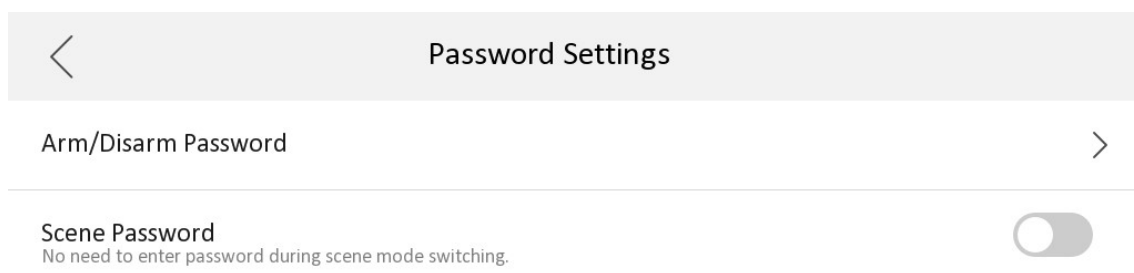 Password Settings
Arm/Disarm Password
Scene Password
No need to enter password during scene mode switching.